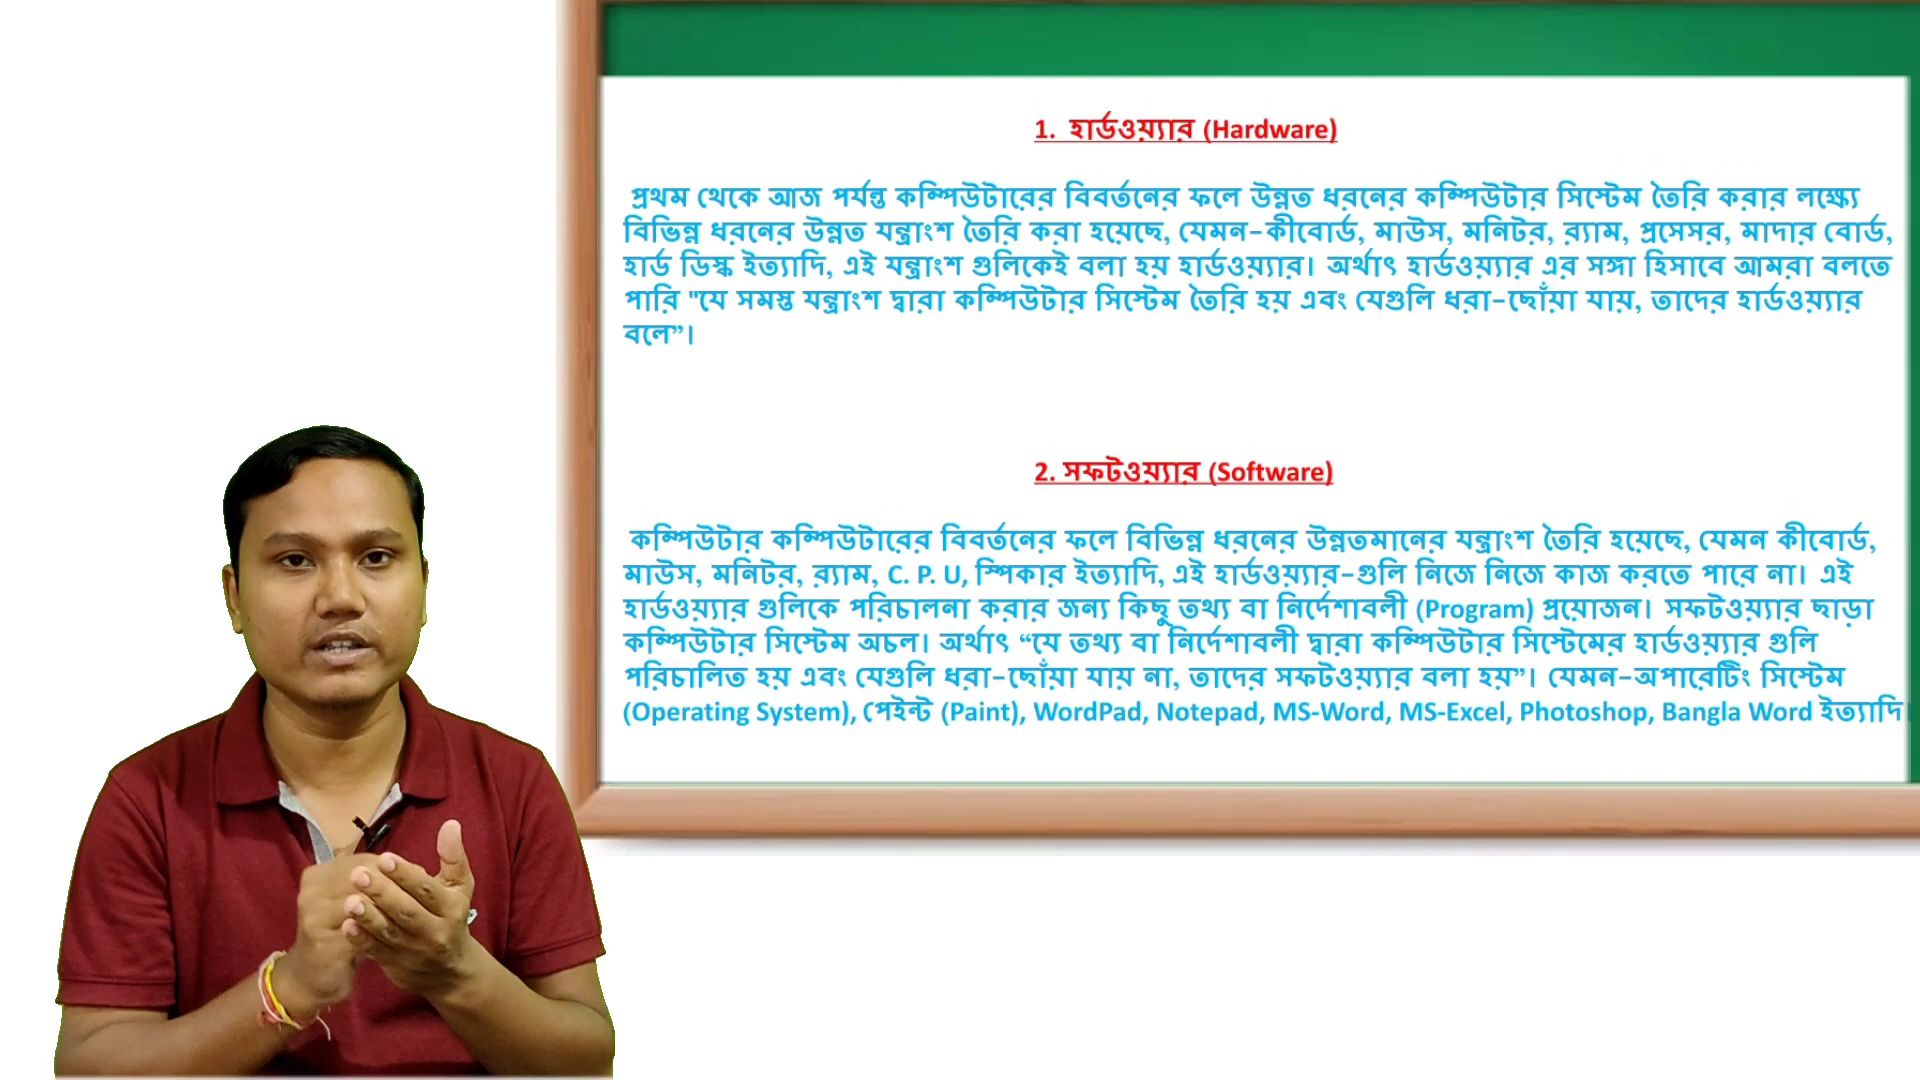 1. হার্ডওয়্যার (Hardware)
প্রথম থেকে আজ পর্যন্ত কম্পিউটারের বিবর্তনের ফলে উন্নত ধরনের কম্পিউটার সিস্টেম তৈরি করার লক্ষ্যে
বিভিন্ন ধরনের উন্নত যন্ত্রাংশ তৈরি করা হয়েছে, যেমন-কীবোর্ড, মাউস, মনিটর, র‍্যাম, প্রসেসর, মাদার বোর্ড,
হার্ড ডিস্ক ইত্যাদি, এই যন্ত্রাংশ গুলিকেই বলা হয় হার্ডওয়্যার। অর্থাৎ হার্ডওয়্যার এর সঙ্গা হিসাবে আমরা বলতে
পারি "যে সমস্ত যন্ত্রাংশ দ্বারা কম্পিউটার সিস্টেম তৈরি হয় এবং যেগুলি ধরা-ছোঁয়া যায়, তাদের হার্ডওয়্যার
বলে”।
2. সফটওয়্যার (Software)
কম্পিউটার কম্পিউটারের বিবর্তনের ফলে বিভিন্ন ধরনের উন্নতমানের যন্ত্রাংশ তৈরি হয়েছে, যেমন কীবোর্ড,
মাউস, মনিটর, র‍্যাম, C. P. U, স্পিকার ইত্যাদি, এই হার্ডওয়্যার-গুলি নিজে নিজে কাজ করতে পারে না। এই
হার্ডওয়্যার গুলিকে পরিচালনা করার জন্য কিছু তথ্য বা নির্দেশাবলী (Program) প্রয়োজন। সফটওয়্যার ছাড়া
কম্পিউটার সিস্টেম অচল। অর্থাৎ “যে তথ্য বা নির্দেশাবলী দ্বারা কম্পিউটার সিস্টেমের হার্ডওয়্যার গুলি
পরিচালিত হয় এবং যেগুলি ধরা-ছোঁয়া যায় না, তাদের সফটওয়্যার বলা হয়”। যেমন-অপারেটিং সিস্টেম
(Operating System), পেইন্ট (Paint), WordPad, Notepad, MS-Word, MS-Excel, Photoshop, Bangla Word ইত্যাদি।